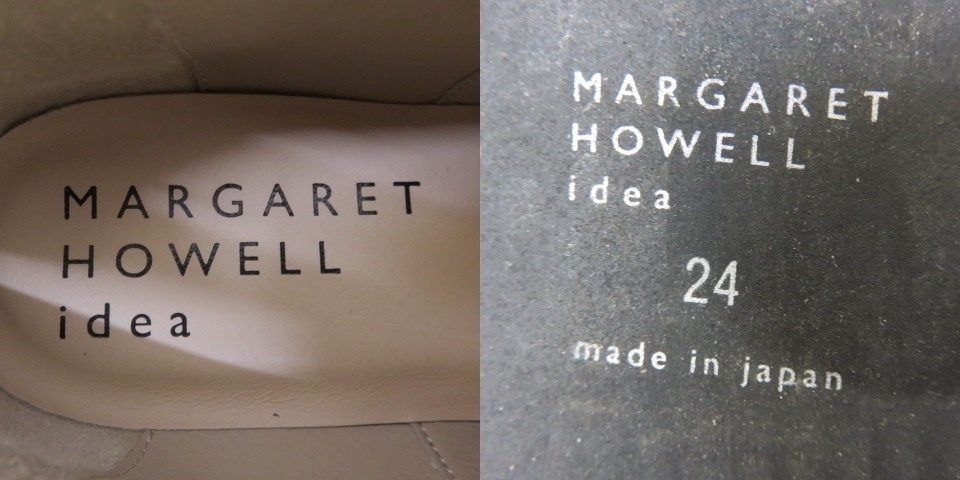 MARGARET
HOWELL
idea
MARGARET
HOWELL
idea
24
made in japan